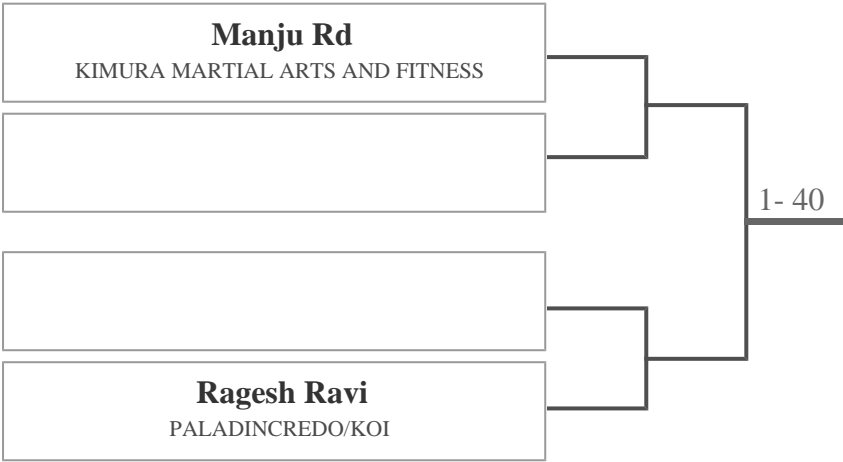 Manju Rd
KIMURA MARTIAL ARTS AND FITNESS
1- 40
Ragesh Ravi
PALADINCREDO/KOI